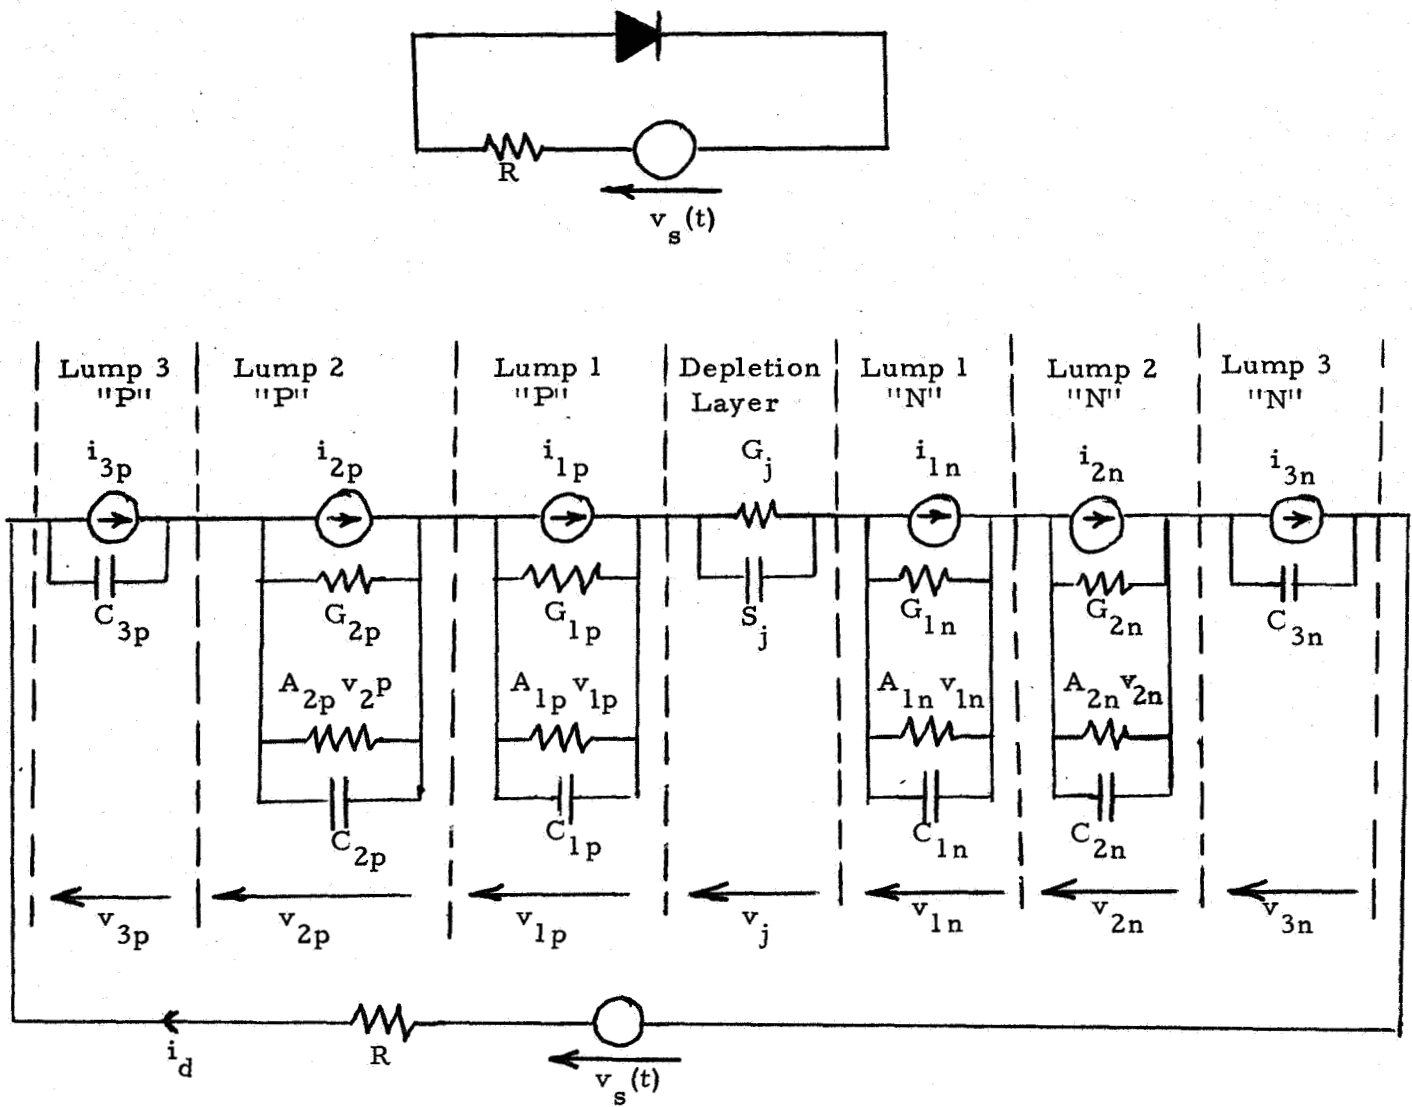 R
v_s(t)
Lump 3 Lump 2 Lump 1 Depletion Lump 1 Lump 2 Lump 3
"P" "P" "P" Layer "N" "N" "N"
i_3p i_2p i_1p G_j i_1n i_2n i_3n
C_3p G_2p G_1p S_j G_1n G_2n C_3n
A_2p v_2p A_1p v_1p A_1n v_1n A_2n v_2n
C_2p C_1p C_1n C_2n
v_3p v_2p v_1p v_j v_1n v_2n v_3n
i_d R v_s(t)